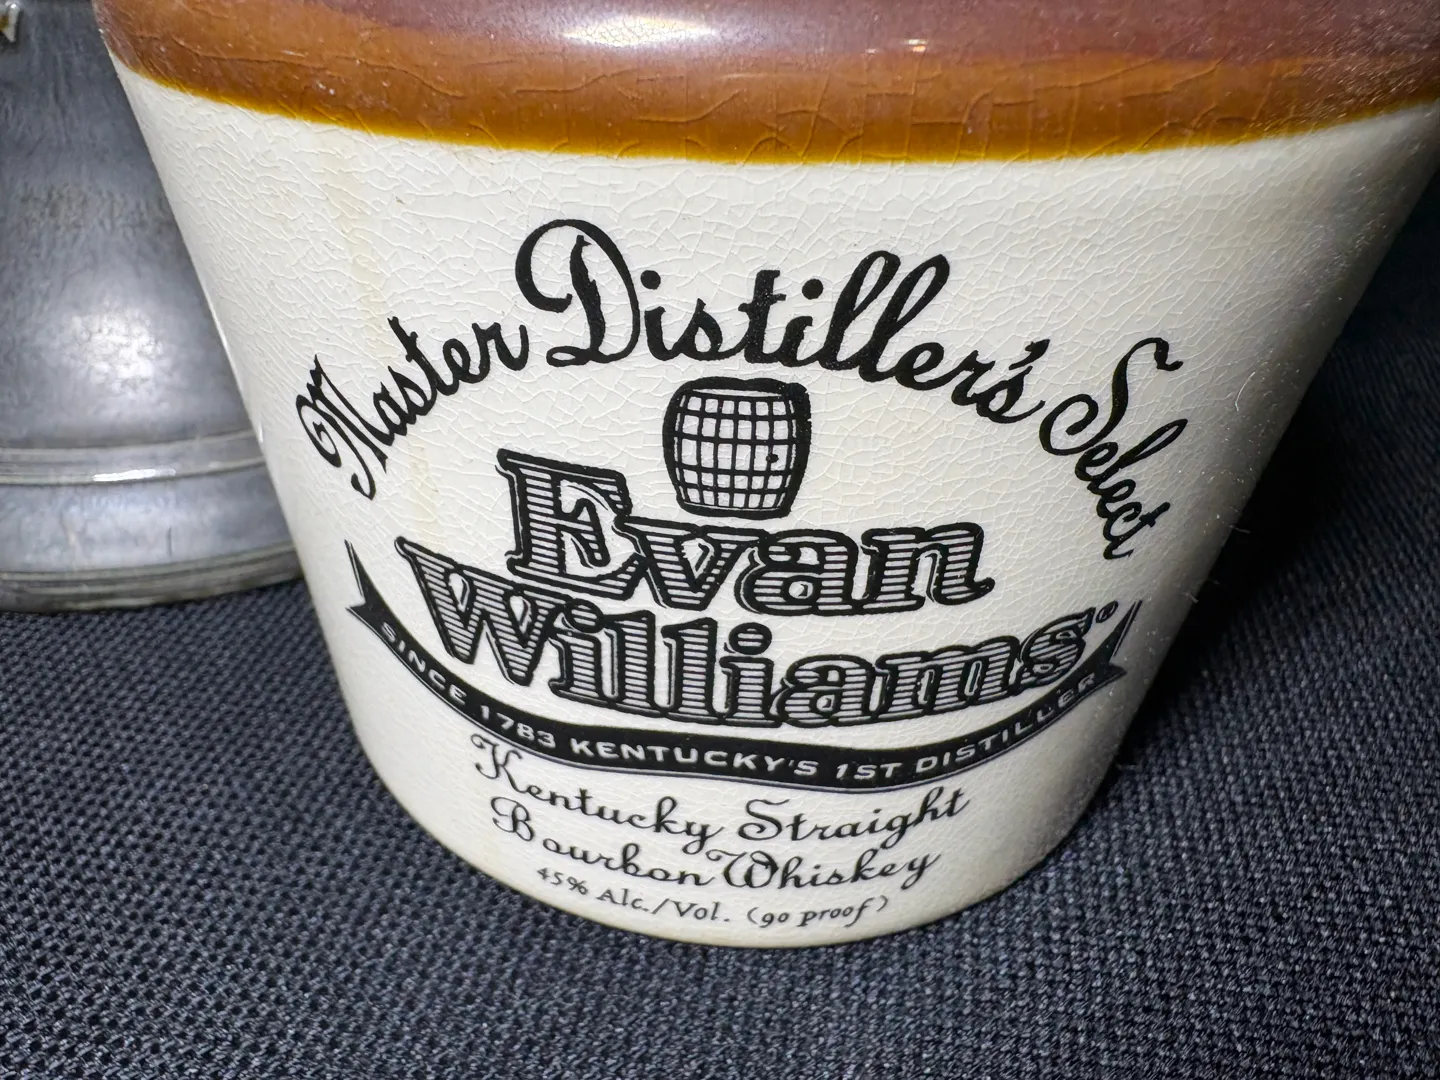 Master Distiller's Select
Evan
Williams®
SINCE 1783 KENTUCKY'S 1ST DISTILLER
Kentucky Straight
Bourbon Whiskey
45% Alc./Vol. (90 proof)